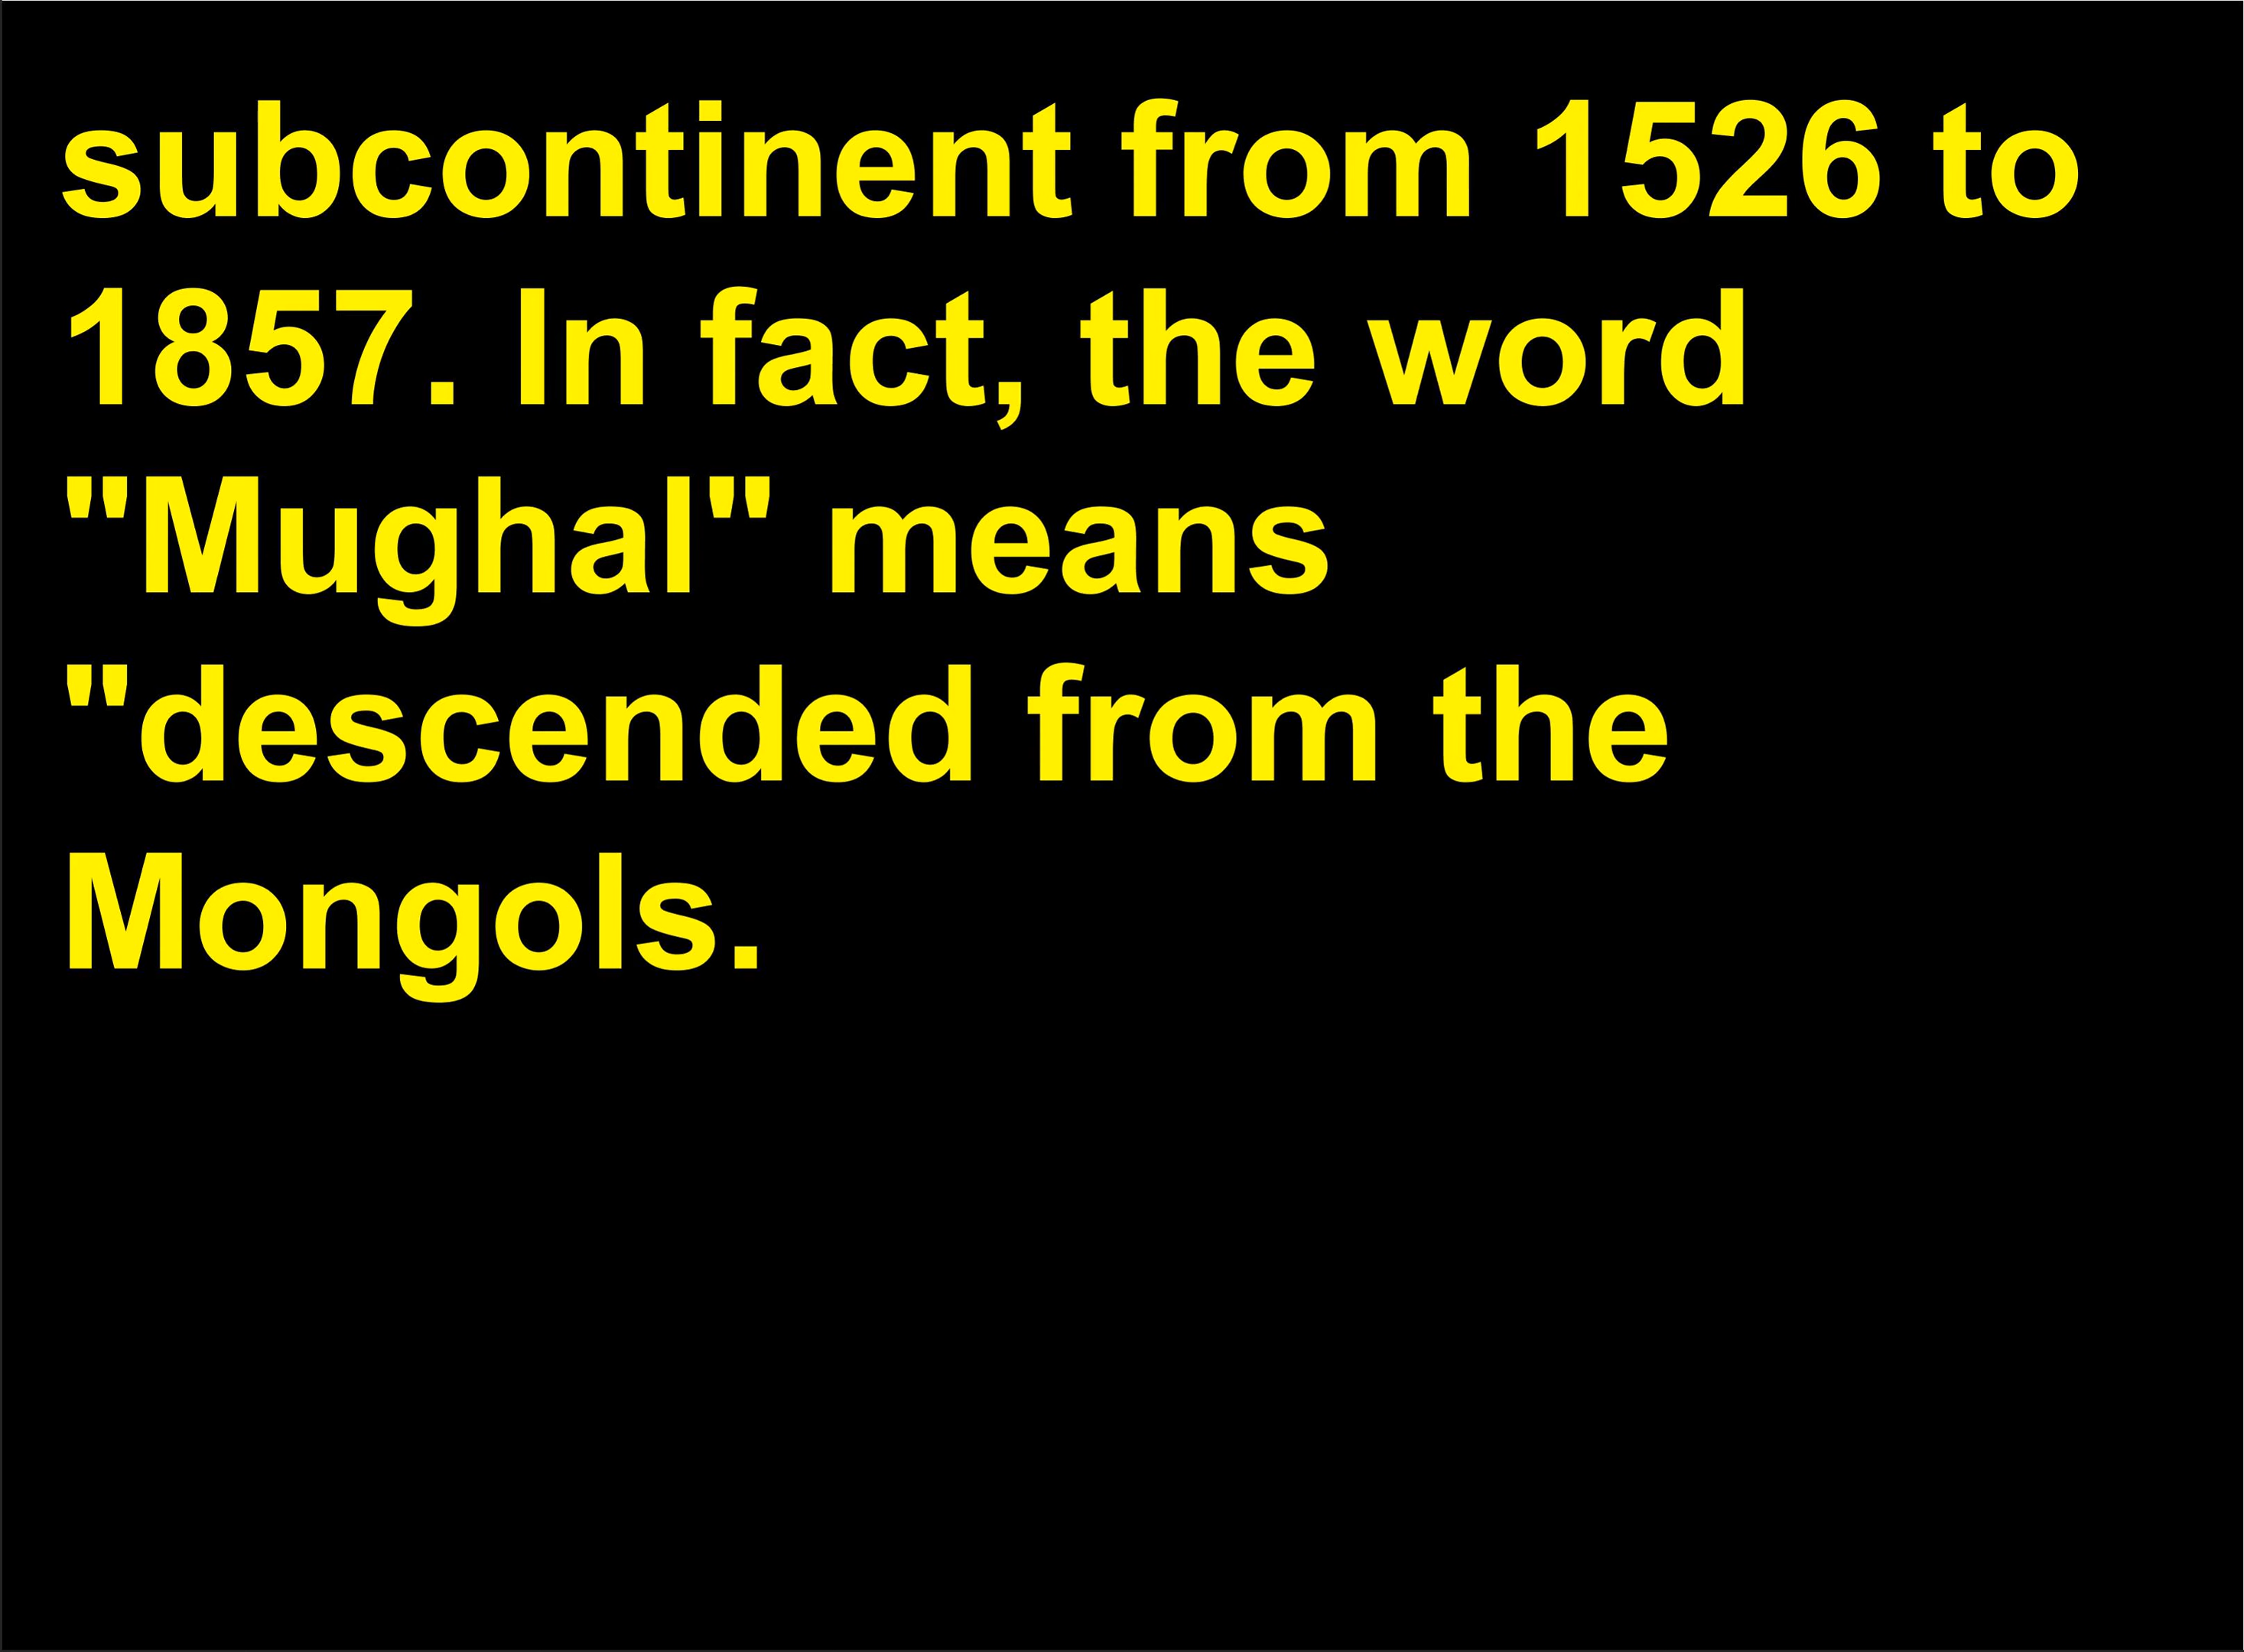 subcontinent from 1526 to
1857. In fact, the word
"Mughal" means
"descended from the
Mongols.